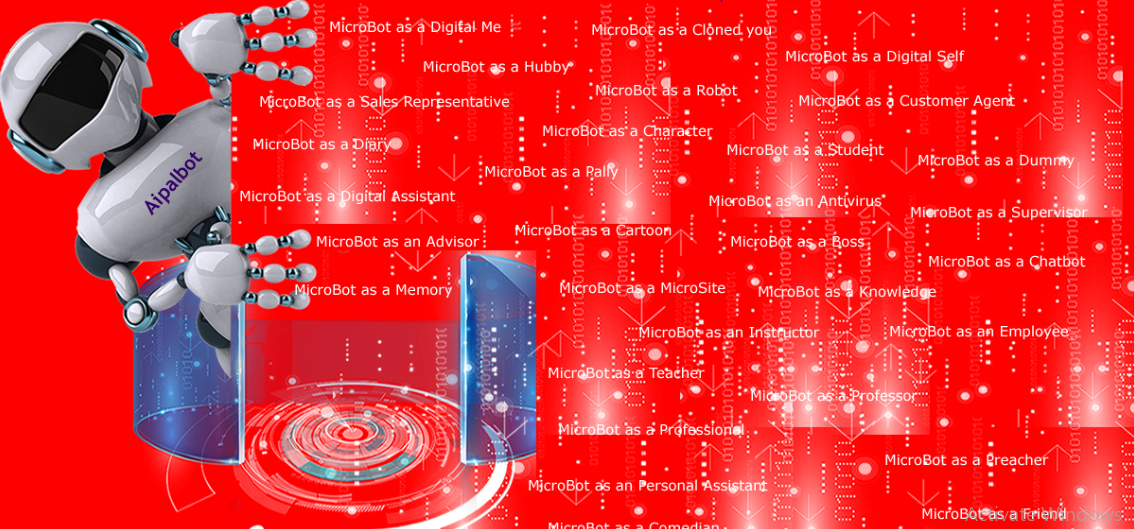 MicroBot as a Digital Me
MicroBot as a Cloned you
MicroBot as a Digital Self
MicroBot as a Hubby
MicroBot as a Robot
MicroBot as a Sales Representative
MicroBot as a Customer Agent
MicroBot as a Character
MicroBot as a Diary
MicroBot as a Student
MicroBot as a Dummy
MicroBot as a Pally
Aipalbot
MicroBot as a Digital Assistant
MicroBot as an Antivirus
MicroBot as a Supervisor
MicroBot as a Cartoon
MicroBot as an Advisor
MicroBot as a Boss
MicroBot as a Chatbot
MicroBot as a Memory
MicroBot as a MicroSite
MicroBot as a Knowledge
MicroBot as an Instructor
MicroBot as an Employee
MicroBot as a Teacher
MicroBot as a Professor
MicroBot as a Professional
MicroBot as a Preacher
MicroBot as an Personal Assistant
MicroBot as a Friend
Activate Windows
MicroBot as a Comedian